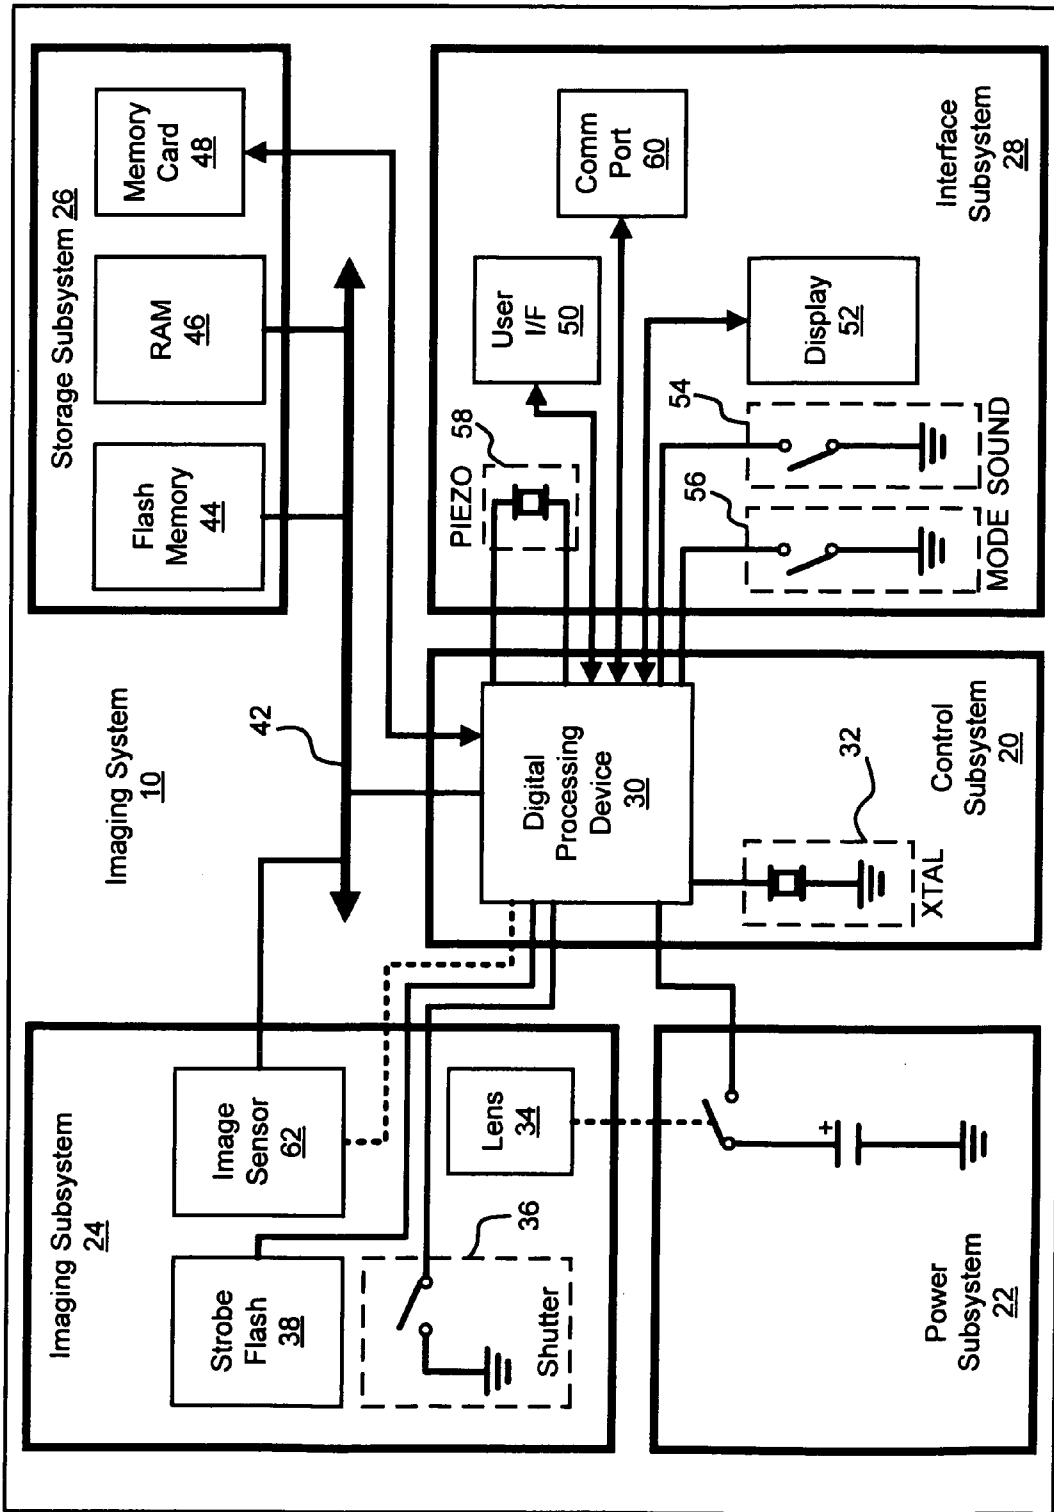 Imaging Subsystem
24
Strobe
Flash
38
Image
Sensor
62
Shutter
36
Lens
34
Power
Subsystem
22
+
Imaging System
10
42
Digital
Processing
Device
30
XTAL
32
Control
Subsystem
20
Storage Subsystem 26
Flash
Memory
44
RAM
46
Memory
Card
48
PIEZO
58
User
I/F
50
Comm
Port
60
MODE
56
SOUND
54
Display
52
Interface
Subsystem
28